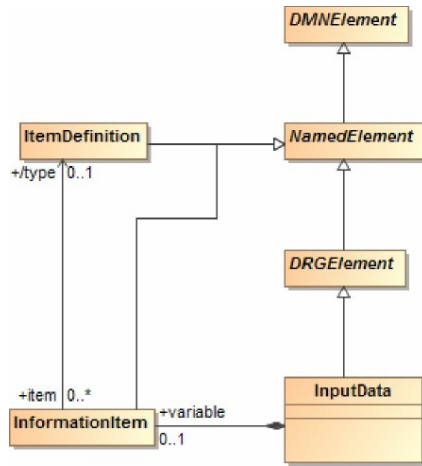 DMNElement
ItemDefinition
NamedElement
+/type 0..1
DRGElement
+item 0..*
InputData
+variable
InformationItem
0..1